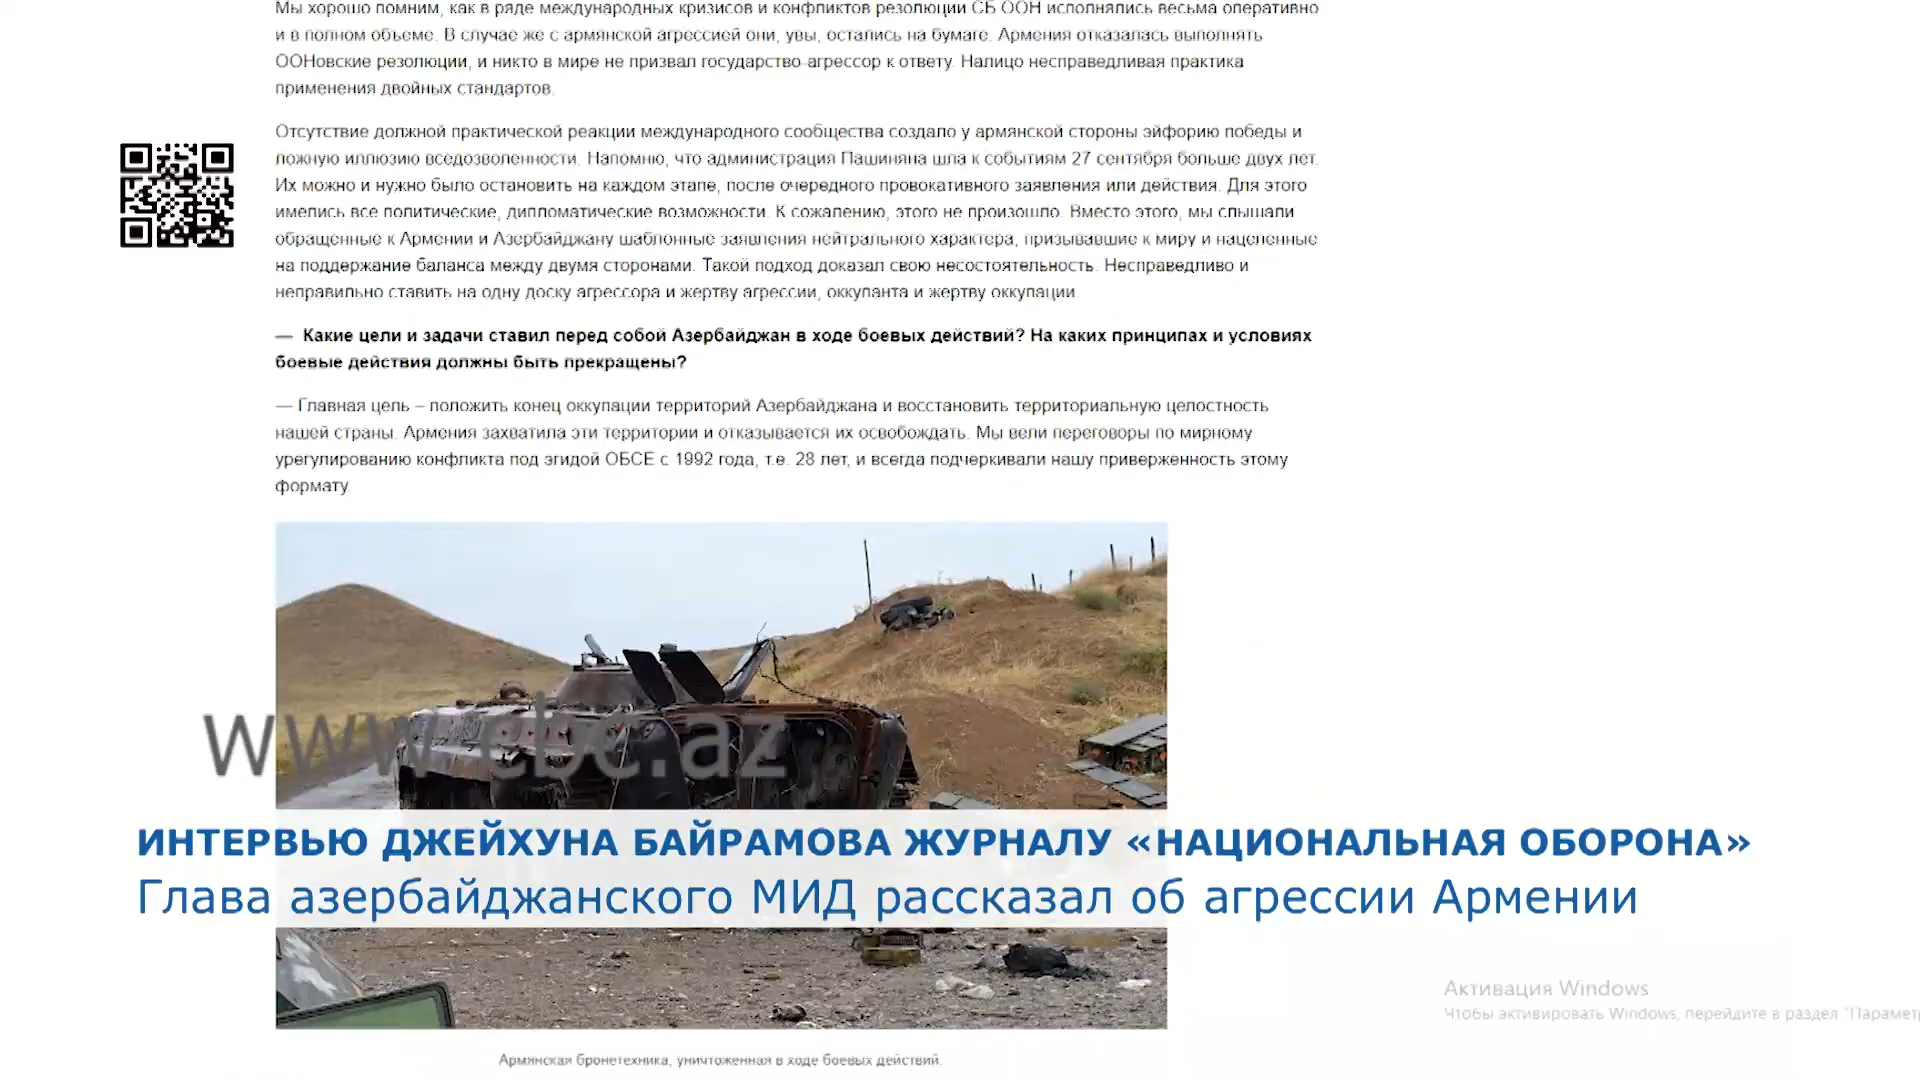 Мы хорошо помним, как в ряде международных кризисов и конфликтов резолюции СБ ООН исполнялись весьма оперативно
и в полном объеме. В случае же с армянской агрессией они, увы, остались на бумаге. Армения отказалась выполнять
ООНовские резолюции, и никто в мире не призвал государство-агрессор к ответу. Налицо несправедливая практика
применения двойных стандартов.
Отсутствие должной практической реакции международного сообщества создало у армянской стороны эйфорию победы и
ложную иллюзию вседозволенности. Напомню, что администрация Пашиняна шла к событиям 27 сентября больше двух лет.
Их можно и нужно было остановить на каждом этапе, после очередного провокативного заявления или действия. Для этого
имелись все политические, дипломатические возможности. К сожалению, этого не произошло. Вместо этого, мы слышали
обращенные к Армении и Азербайджану шаблонные заявления нейтрального характера, призывавшие к миру и нацеленные
на поддержание баланса между двумя сторонами. Такой подход доказал свою несостоятельность. Несправедливо и
неправильно ставить на одну доску агрессора и жертву агрессии, оккупанта и жертву оккупации.
— Какие цели и задачи ставил перед собой Азербайджан в ходе боевых действий? На каких принципах и условиях
боевые действия должны быть прекращены?
— Главная цель – положить конец оккупации территорий Азербайджана и восстановить территориальную целостность
нашей страны. Армения захватила эти территории и отказывается их освобождать. Мы вели переговоры по мирному
урегулированию конфликта под эгидой ОБСЕ с 1992 года, т.е. 28 лет, и всегда подчеркивали нашу приверженность этому
формату.
www.cbc.az
ИНТЕРВЬЮ ДЖЕЙХУНА БАЙРАМОВА ЖУРНАЛУ «НАЦИОНАЛЬНАЯ ОБОРОНА»
Глава азербайджанского МИД рассказал об агрессии Армении
Активация Windows
Чтобы активировать Windows, перейдите в раздел "Парамет
Армянская бронетехника, уничтоженная в ходе боевых действий.